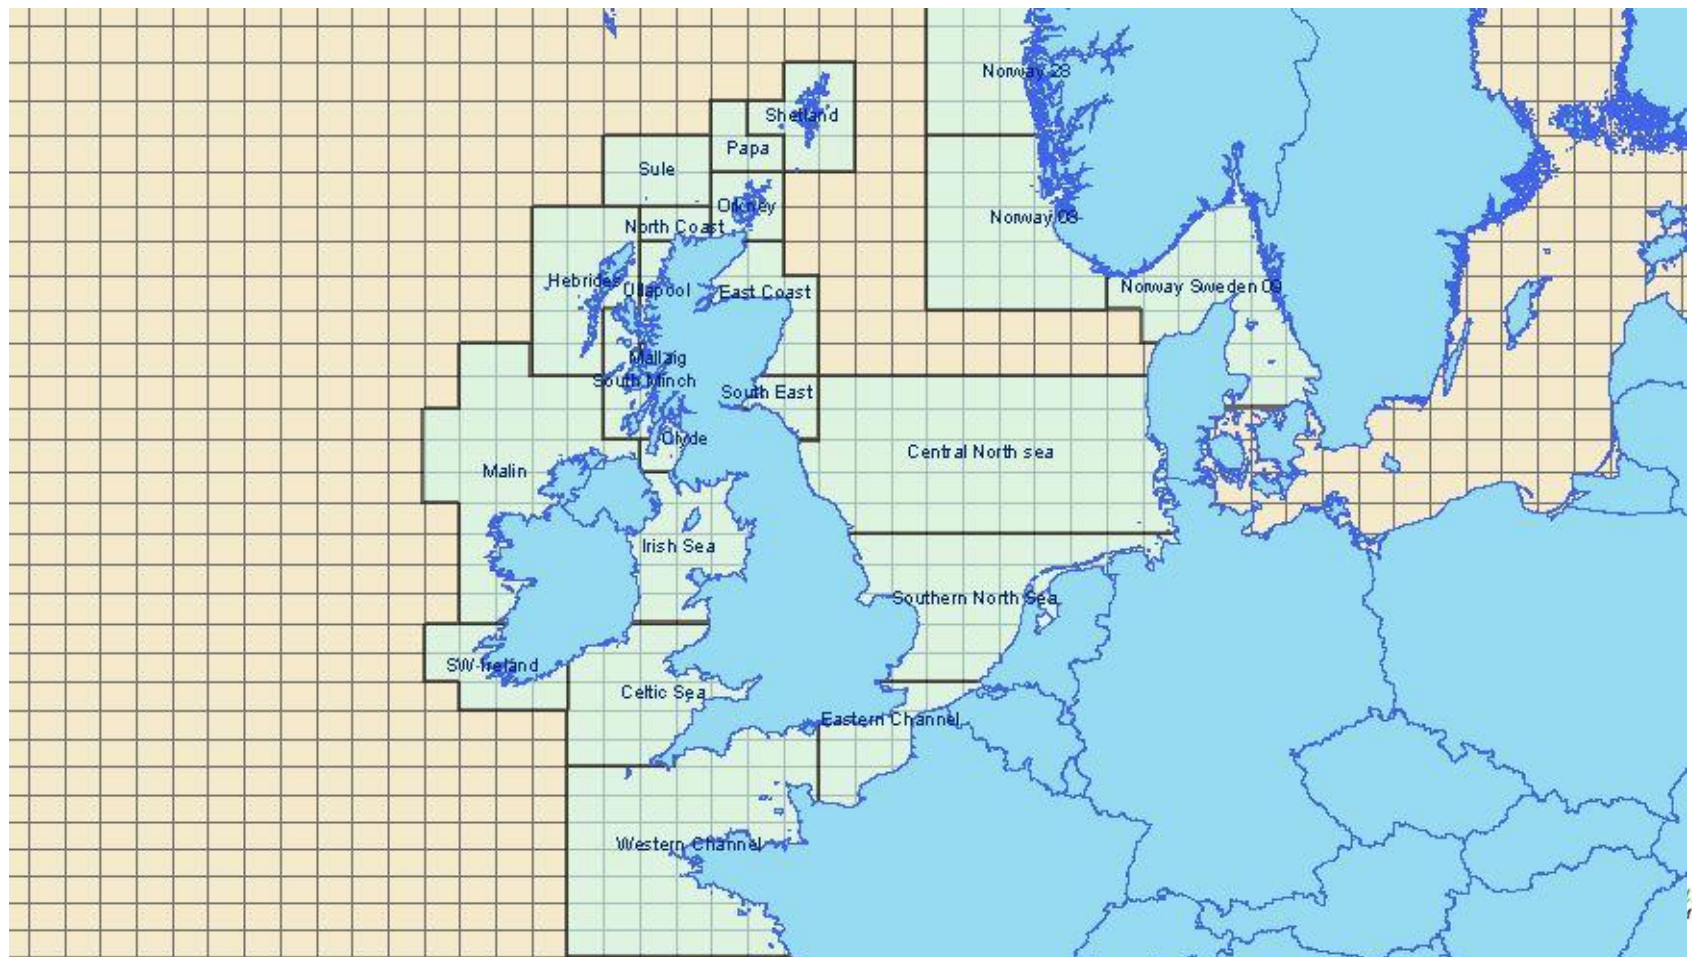 Norway 28
Shetland
Papa
Sule
Orkney
Norway 08
North Coast
Hebrides
Ullapool
East Coast
Norway Sweden 09
Mallaig
South Minch
South East
Clyde
Central North sea
Malin
Irish Sea
Southern North Sea
SW-Ireland
Celtic Sea
Eastern Channel
Western Channel